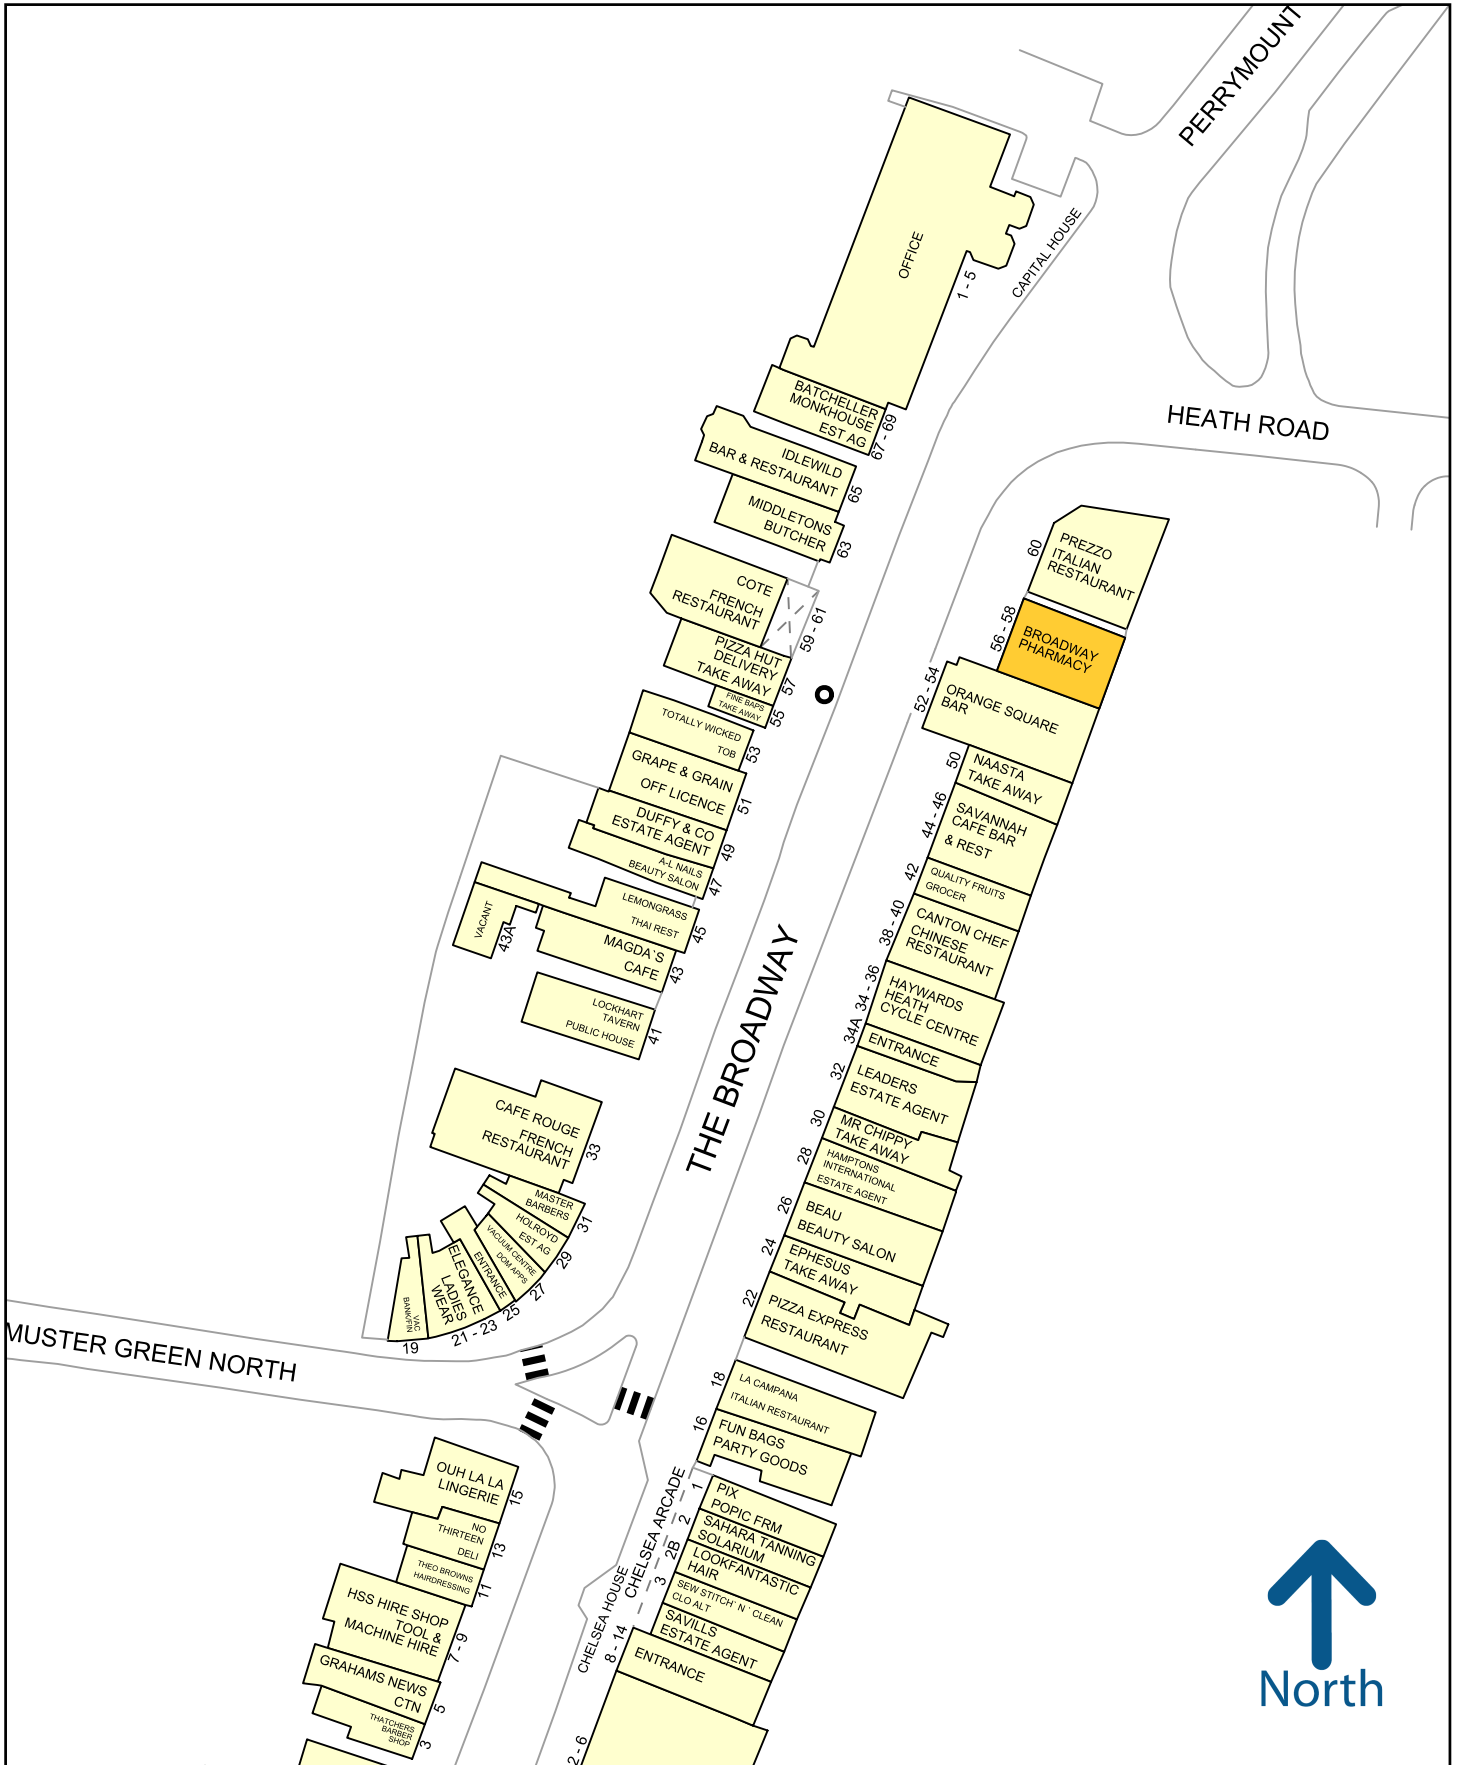 PERRYMOUNT
CAPITAL HOUSE
OFFICE
1 - 5
HEATH ROAD
BATCHELLER
MONKHOUSE
EST AG
67 - 69
IDLEWILD
BAR & RESTAURANT
65
MIDDLETONS
BUTCHER
63
COTE
FRENCH
RESTAURANT
59 - 61
PIZZA HUT
DELIVERY
TAKE AWAY
57
FINE BAPS
TAKE AWAY
55
TOTALLY WICKED
TOB
53
GRAPE & GRAIN
OFF LICENCE
51
DUFFY & CO
ESTATE AGENT
49
A-L NAILS
BEAUTY SALON
47
LEMONGRASS
THAI REST
45
VACANT
43A
MAGDA`S
CAFE
43
LOCKHART
TAVERN
PUBLIC HOUSE
41
CAFE ROUGE
FRENCH
RESTAURANT
33
MASTER
BARBERS
31
HOLROYD
EST AG
29
VACUUM CENTRE
DOM APPS
27
ENTRANCE
25
ELEGANCE
LADIES
WEAR
21 - 23
VAC
BANK/FIN
19
THE BROADWAY
60
PREZZO
ITALIAN
RESTAURANT
56 - 58
BROADWAY
PHARMACY
52 - 54
ORANGE SQUARE
BAR
50
NAASTA
TAKE AWAY
44 - 46
SAVANNAH
CAFE BAR
& REST
42
QUALITY FRUITS
GROCER
38 - 40
CANTON CHEF
CHINESE
RESTAURANT
34 - 36
HAYWARDS
HEATH
CYCLE CENTRE
34A
ENTRANCE
32
LEADERS
ESTATE AGENT
30
MR CHIPPY
TAKE AWAY
28
HAMPTONS
INTERNATIONAL
ESTATE AGENT
26
BEAU
BEAUTY SALON
24
EPHESUS
TAKE AWAY
22
PIZZA EXPRESS
RESTAURANT
18
LA CAMPANA
ITALIAN RESTAURANT
16
FUN BAGS
PARTY GOODS
MUSTER GREEN NORTH
OUH LA LA
LINGERIE
15
NO
THIRTEEN
DELI
13
THEO BROWNS
HAIRDRESSING
11
HSS HIRE SHOP
TOOL &
MACHINE HIRE
7 - 9
GRAHAMS NEWS
CTN
5
THATCHERS
BARBER
SHOP
3
CHELSEA ARCADE
CHELSEA HOUSE
1
PIX
POPIC FRM
2
SAHARA TANNING
SOLARIUM
2B
LOOKFANTASTIC
HAIR
3
SEW STITCH` N ` CLEAN
CLO ALT
SAVILLS
ESTATE AGENT
8 - 14
ENTRANCE
2 - 6
North